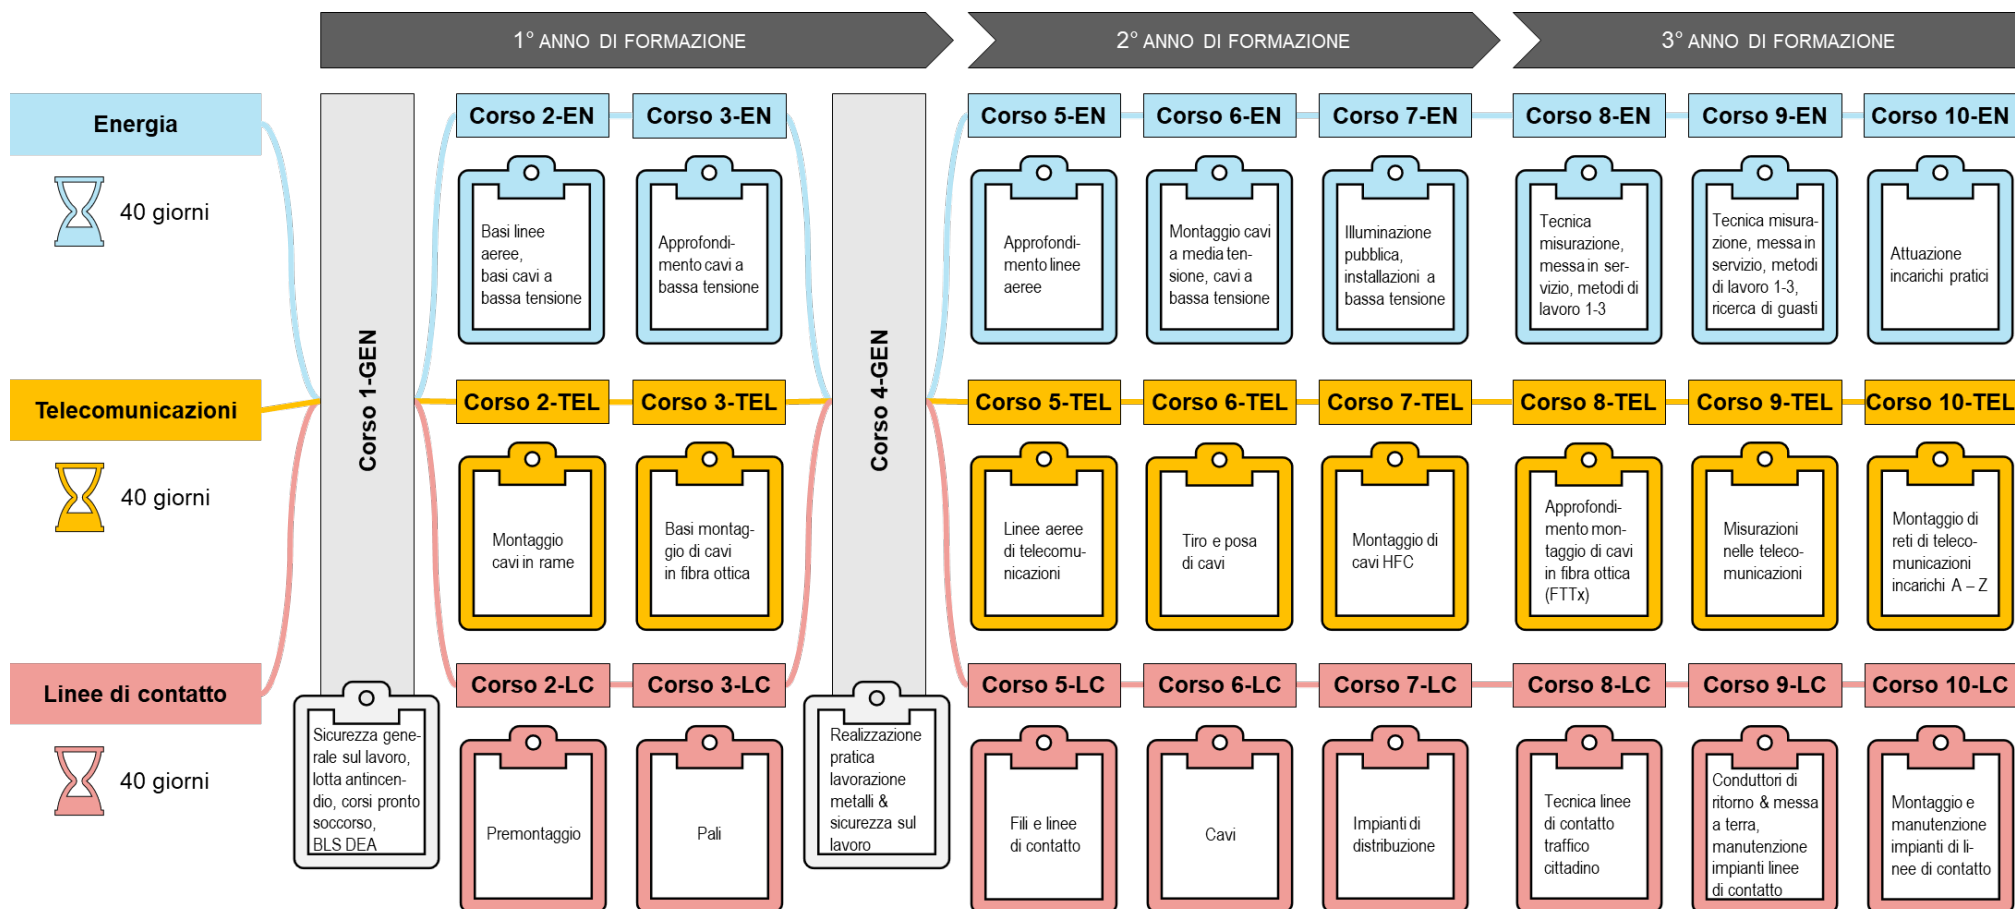 1° ANNO DI FORMAZIONE
2° ANNO DI FORMAZIONE
3° ANNO DI FORMAZIONE
Energia
40 giorni
Corso 1-GEN
Sicurezza gene-
rale sul lavoro,
lotta antincen-
dio, corsi pronto
soccorso,
BLS DEA
Corso 2-EN
Basi linee
aeree,
basi cavi a
bassa tensione
Corso 3-EN
Approfondi-
mento cavi a
bassa tensione
Corso 4-GEN
Realizzazione
pratica
lavorazione
metalli &
sicurezza sul
lavoro
Corso 5-EN
Approfondi-
mento linee
aeree
Corso 6-EN
Montaggio cavi
a media ten-
sione, cavi a
bassa tensione
Corso 7-EN
Illuminazione
pubblica,
installazioni a
bassa tensione
Corso 8-EN
Tecnica
misurazione,
messa in ser-
vizio, metodi di
lavoro 1-3
Corso 9-EN
Tecnica misura-
zione, messa in
servizio, metodi
di lavoro 1-3,
ricerca di guasti
Corso 10-EN
Attuazione
incarichi pratici
Telecomunicazioni
40 giorni
Corso 2-TEL
Montaggio
cavi in rame
Corso 3-TEL
Basi montag-
gio di cavi
in fibra ottica
Corso 5-TEL
Linee aeree
di telecomu-
nicazioni
Corso 6-TEL
Tiro e posa
di cavi
Corso 7-TEL
Montaggio di
cavi HFC
Corso 8-TEL
Approfondi-
mento mon-
taggio di cavi
in fibra ottica
(FTTx)
Corso 9-TEL
Misurazioni
nelle teleco-
municazioni
Corso 10-TEL
Montaggio di
reti di teleco-
municazioni
incarichi A – Z
Linee di contatto
40 giorni
Corso 2-LC
Premontaggio
Corso 3-LC
Pali
Corso 5-LC
Fili e linee
di contatto
Corso 6-LC
Cavi
Corso 7-LC
Impianti di
distribuzione
Corso 8-LC
Tecnica linee
di contatto
traffico
cittadino
Corso 9-LC
Conduttori di
ritorno & messa
a terra,
manutenzione
impianti linee
di contatto
Corso 10-LC
Montaggio e
manutenzione
impianti di li-
nee di contatto